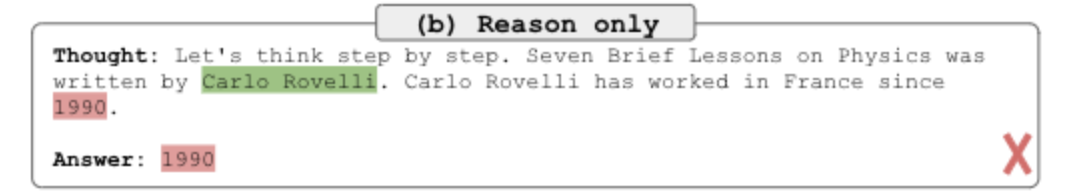 (b) Reason only
Thought: Let's think step by step. Seven Brief Lessons on Physics was
written by Carlo Rovelli. Carlo Rovelli has worked in France since
1990.
Answer: 1990